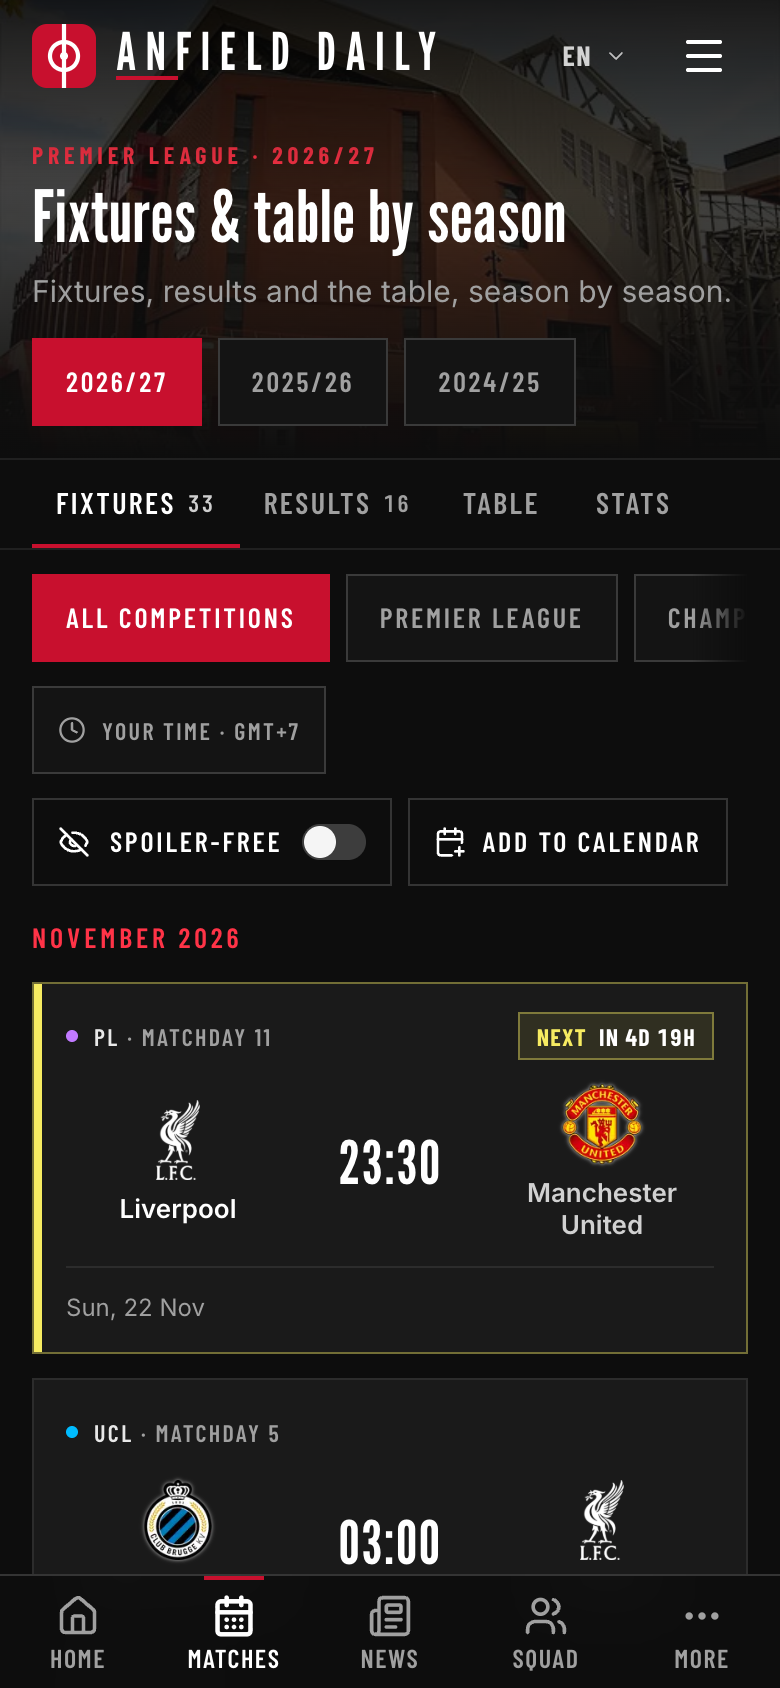 ANFIELD DAILY
EN
PREMIER LEAGUE · 2026/27
Fixtures & table by season
Fixtures, results and the table, season by season.
2026/27 2025/26 2024/25
FIXTURES 33 RESULTS 16 TABLE STATS
ALL COMPETITIONS PREMIER LEAGUE CHAMP
YOUR TIME · GMT+7
SPOILER-FREE ADD TO CALENDAR
NOVEMBER 2026
PL · MATCHDAY 11 NEXT IN 4D 19H
MANCHESTER
UNITED
L.F.C.
23:30
Liverpool
Manchester
United
Sun, 22 Nov
UCL · MATCHDAY 5
CLUB BRUGGE KV
03:00
L.F.C.
HOME MATCHES NEWS SQUAD MORE